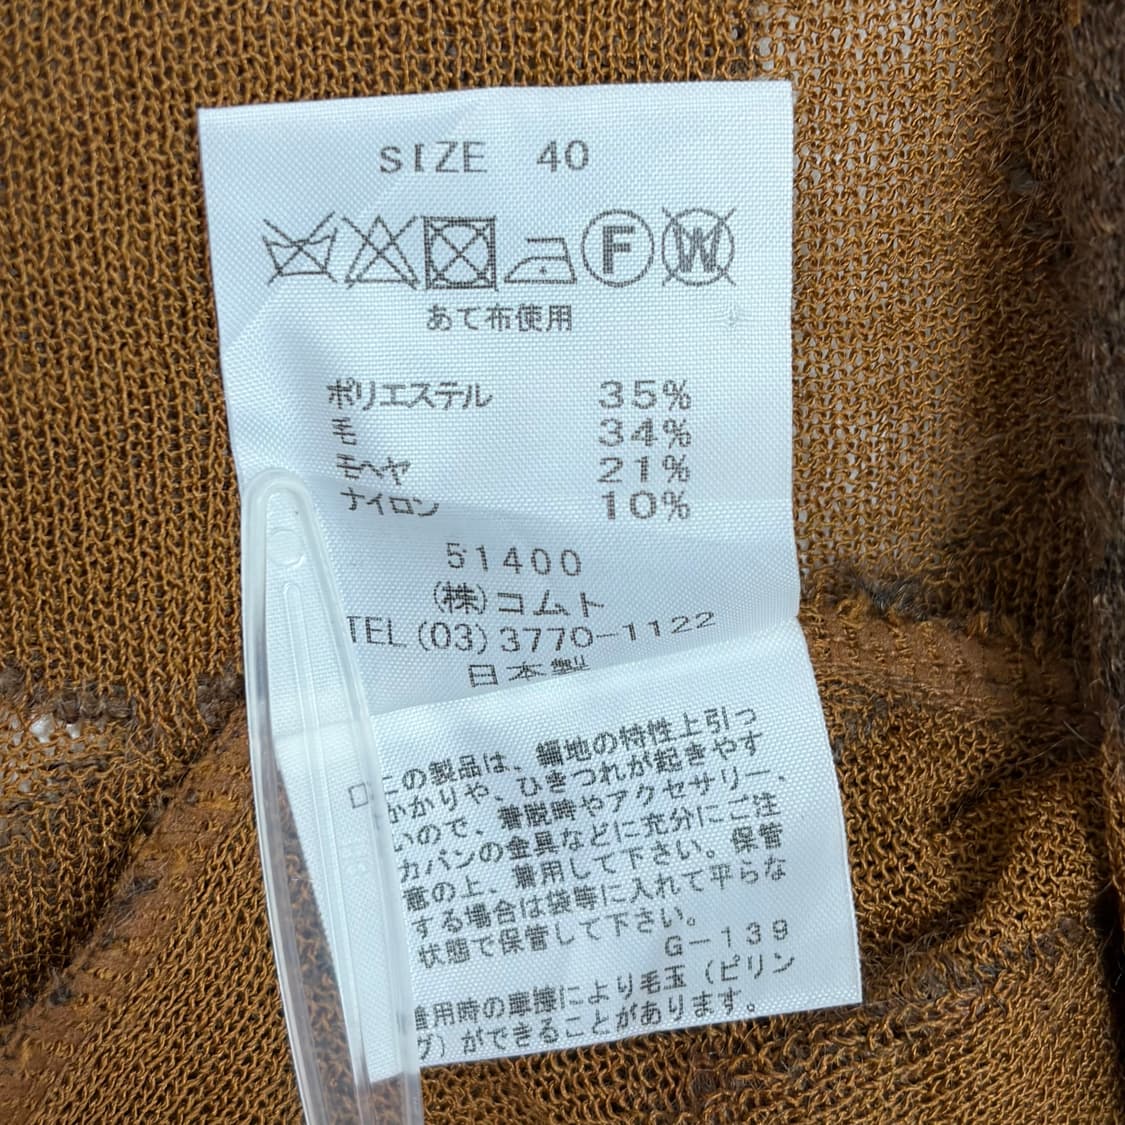 SIZE 40
F W
あて布使用
ポリエステル 35%
毛 34%
モヘヤ 21%
ナイロン 10%
51400
(株)コムト
TEL(03)3770-1122
日本製
この製品は、編地の特性上引っ
かかりや、ひきつれが起きやす
いので、着脱時やアクセサリー、
カバンの金具などに充分にご注
意の上、着用して下さい。保管
する場合は袋等に入れて平らな
状態で保管して下さい。
G-139
着用時の摩擦により毛玉(ピリン
グ)ができることがあります。